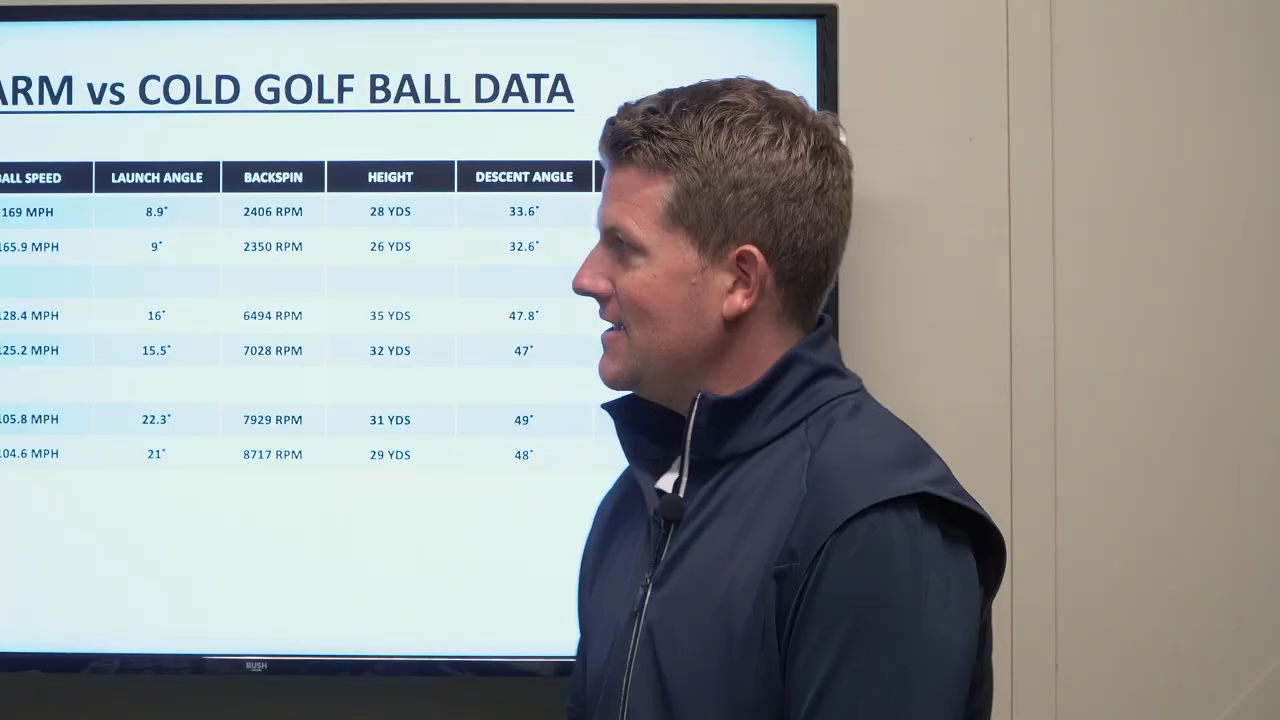 ARM vs COLD GOLF BALL DATA
BALL SPEED LAUNCH ANGLE BACKSPIN HEIGHT DESCENT ANGLE
169 MPH 8.9° 2406 RPM 28 YDS 33.6°
165.9 MPH 9° 2350 RPM 26 YDS 32.6°
128.4 MPH 16° 6494 RPM 35 YDS 47.8°
125.2 MPH 15.5° 7028 RPM 32 YDS 47°
105.8 MPH 22.3° 7929 RPM 31 YDS 49°
104.6 MPH 21° 8717 RPM 29 YDS 48°
BUSH